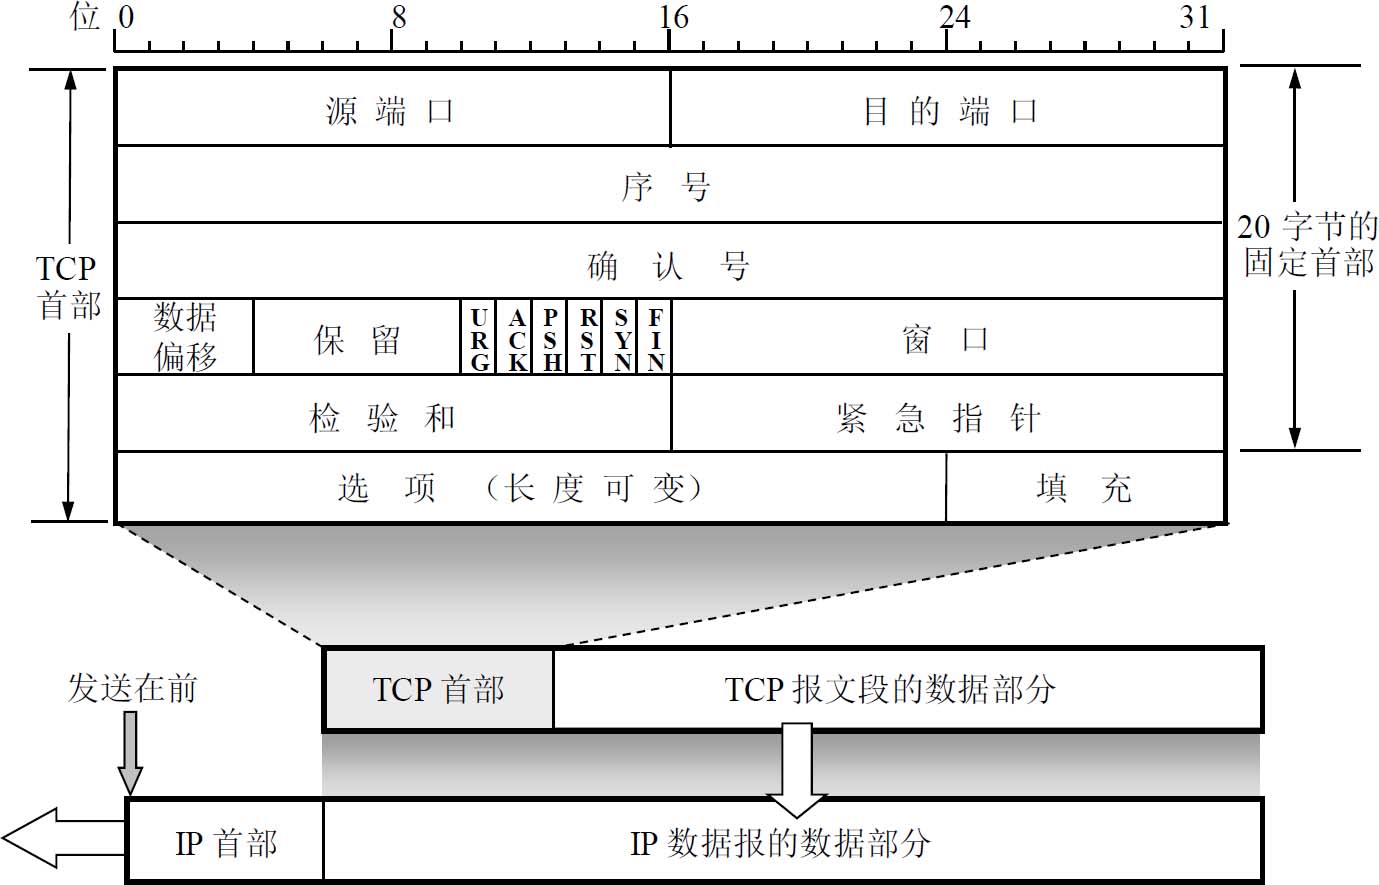 位 0 8 16 24 31
源端口 目的端口
序号
确认号
TCP
首部
20 字节的
固定首部
数据
偏移
保留
URG
ACK
PSH
RST
SYN
FIN
窗口
检验和 紧急指针
选项（长度可变） 填充
发送在前
TCP 首部 TCP 报文段的数据部分
IP 首部 IP 数据报的数据部分